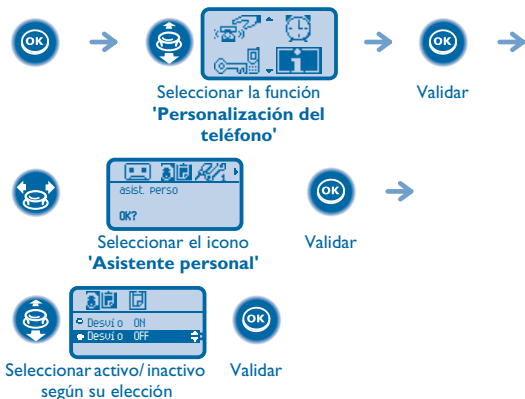 OK
OK
Seleccionar la función
'Personalización del
teléfono'
Validar
asist. perso
OK?
OK
Seleccionar el icono
'Asistente personal'
Validar
Desvío ON
Desvío OFF
OK
Seleccionar activo/ inactivo
según su elección
Validar